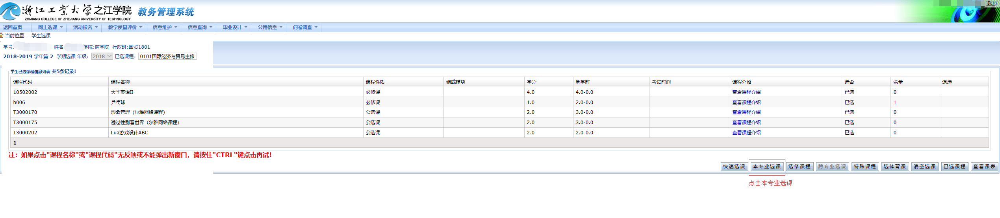 浙江工业大学之江学院 教务管理系统
ZHIJIANG COLLEGE OF ZHEJIANG UNIVERSITY OF TECHNOLOGY
退出
返回首页 网上选课 活动报名 教学质量评价 信息维护 信息查询 毕业设计 公用信息 问卷调查
当前位置 -- 学生选课
学号: 姓名 学院:商学院 行政班:国贸1801
2018-2019 学年第 2 学期选课 年级: 2018 已选课程: 0101国际经济与贸易主修
学生已选课程信息列表 共5条记录!
课程代码 课程名称 课程性质 组或模块 学分 周学时 考试时间 课程介绍 选否 余量 退选
10502002 大学英语II 必修课 4.0 4.0-0.0 查看课程介绍 已选 0
b006 乒乓球 必修课 1.0 2.0-0.0 查看课程介绍 已选 1
T3000170 形象管理（尔雅网络课程） 公选课 2.0 3.0-0.0 查看课程介绍 已选 0
T3000175 透过性别看世界（尔雅网络课程） 公选课 2.0 3.0-0.0 查看课程介绍 已选 0
T3000202 Lua游戏设计ABC 公选课 2.0 2.0-0.0 查看课程介绍 已选 0
1
注：如果点击"课程名称"或"课程代码"无反映或不能弹出新窗口，请按住"CTRL"键点击再试！
快速选课 本专业选课 选修课程 跨专业选课 特殊课程 选体育课 清空选课 已选课程 查看课表
点击本专业选课